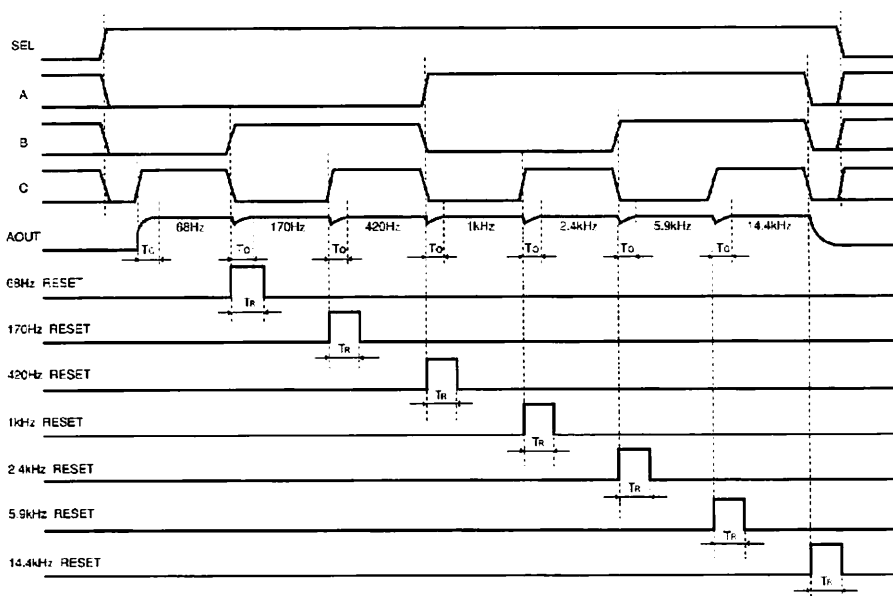 SEL
A
B
C
AOUT
68Hz 170Hz 420Hz 1kHz 2.4kHz 5.9kHz 14.4kHz
To To To To To To To
68Hz RESET
TR
170Hz RESET
TR
420Hz RESET
TR
1kHz RESET
TR
2.4kHz RESET
TR
5.9kHz RESET
TR
14.4kHz RESET
TR